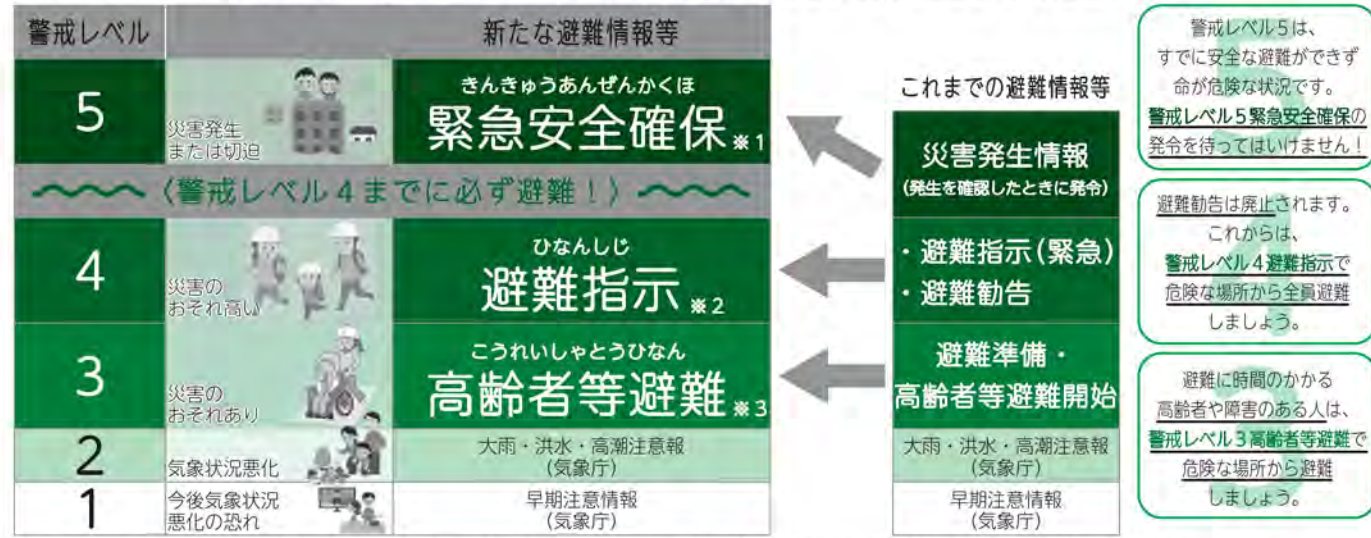 警戒レベル
新たな避難情報等
5
災害発生
または切迫
きんきゅうあんぜんかくほ
緊急安全確保※1
〈警戒レベル4までに必ず避難！〉
4
災害の
おそれ高い
ひなんしじ
避難指示※2
3
災害の
おそれあり
こうれいしゃとうひなん
高齢者等避難※3
2
気象状況悪化
大雨・洪水・高潮注意報
(気象庁)
1
今後気象状況
悪化の恐れ
早期注意情報
(気象庁)
これまでの避難情報等
災害発生情報
(発生を確認したときに発令)
・避難指示(緊急)
・避難勧告
避難準備・
高齢者等避難開始
大雨・洪水・高潮注意報
(気象庁)
早期注意情報
(気象庁)
5
警戒レベル5は、
すでに安全な避難ができず
命が危険な状況です。
警戒レベル5緊急安全確保の
発令を待ってはいけません！
4
避難勧告は廃止されます。
これからは、
警戒レベル4避難指示で
危険な場所から全員避難
しましょう。
3
避難に時間のかかる
高齢者や障害のある人は、
警戒レベル3高齢者等避難で
危険な場所から避難
しましょう。